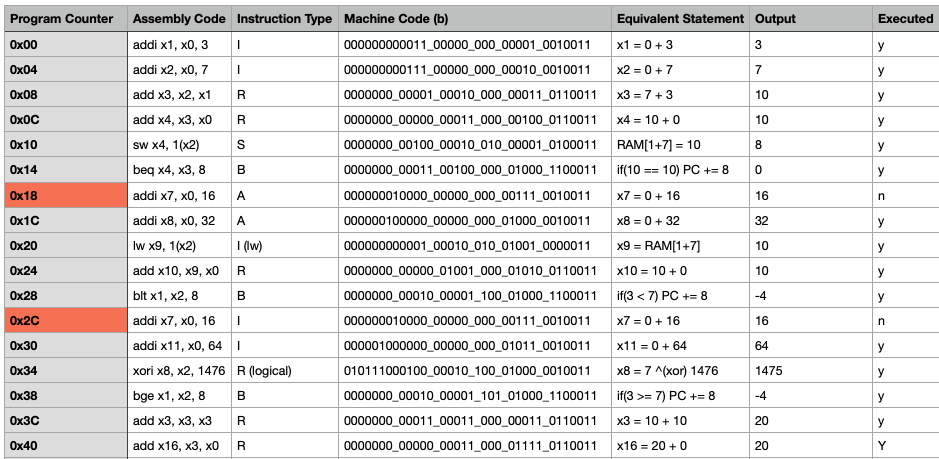 Program Counter Assembly Code Instruction Type Machine Code (b) Equivalent Statement Output Executed
0x00 addi x1, x0, 3 I 000000000011_00000_000_00001_0010011 x1 = 0 + 3 3 y
0x04 addi x2, x0, 7 I 000000000111_00000_000_00010_0010011 x2 = 0 + 7 7 y
0x08 add x3, x2, x1 R 0000000_00001_00010_000_00011_0110011 x3 = 7 + 3 10 y
0x0C add x4, x3, x0 R 0000000_00000_00011_000_00100_0110011 x4 = 10 + 0 10 y
0x10 sw x4, 1(x2) S 0000000_00100_00010_010_00001_0100011 RAM[1+7] = 10 8 y
0x14 beq x4, x3, 8 B 0000000_00011_00100_000_01000_1100011 if(10 == 10) PC += 8 0 y
0x18 addi x7, x0, 16 A 000000010000_00000_000_00111_0010011 x7 = 0 + 16 16 n
0x1C addi x8, x0, 32 A 000000100000_00000_000_01000_0010011 x8 = 0 + 32 32 y
0x20 lw x9, 1(x2) I (lw) 000000000001_00010_010_01001_0000011 x9 = RAM[1+7] 10 y
0x24 add x10, x9, x0 R 0000000_00000_01001_000_01010_0110011 x10 = 10 + 0 10 y
0x28 blt x1, x2, 8 B 0000000_00010_00001_100_01000_1100011 if(3 < 7) PC += 8 -4 y
0x2C addi x7, x0, 16 I 000000010000_00000_000_00111_0010011 x7 = 0 + 16 16 n
0x30 addi x11, x0, 64 I 000001000000_00000_000_01011_0010011 x11 = 0 + 64 64 y
0x34 xori x8, x2, 1476 R (logical) 010111000100_00010_100_01000_0010011 x8 = 7 ^(xor) 1476 1475 y
0x38 bge x1, x2, 8 B 0000000_00010_00001_101_01000_1100011 if(3 >= 7) PC += 8 -4 y
0x3C add x3, x3, x3 R 0000000_00011_00011_000_00011_0110011 x3 = 10 + 10 20 y
0x40 add x16, x3, x0 R 0000000_00000_00011_000_01111_0110011 x16 = 20 + 0 20 Y